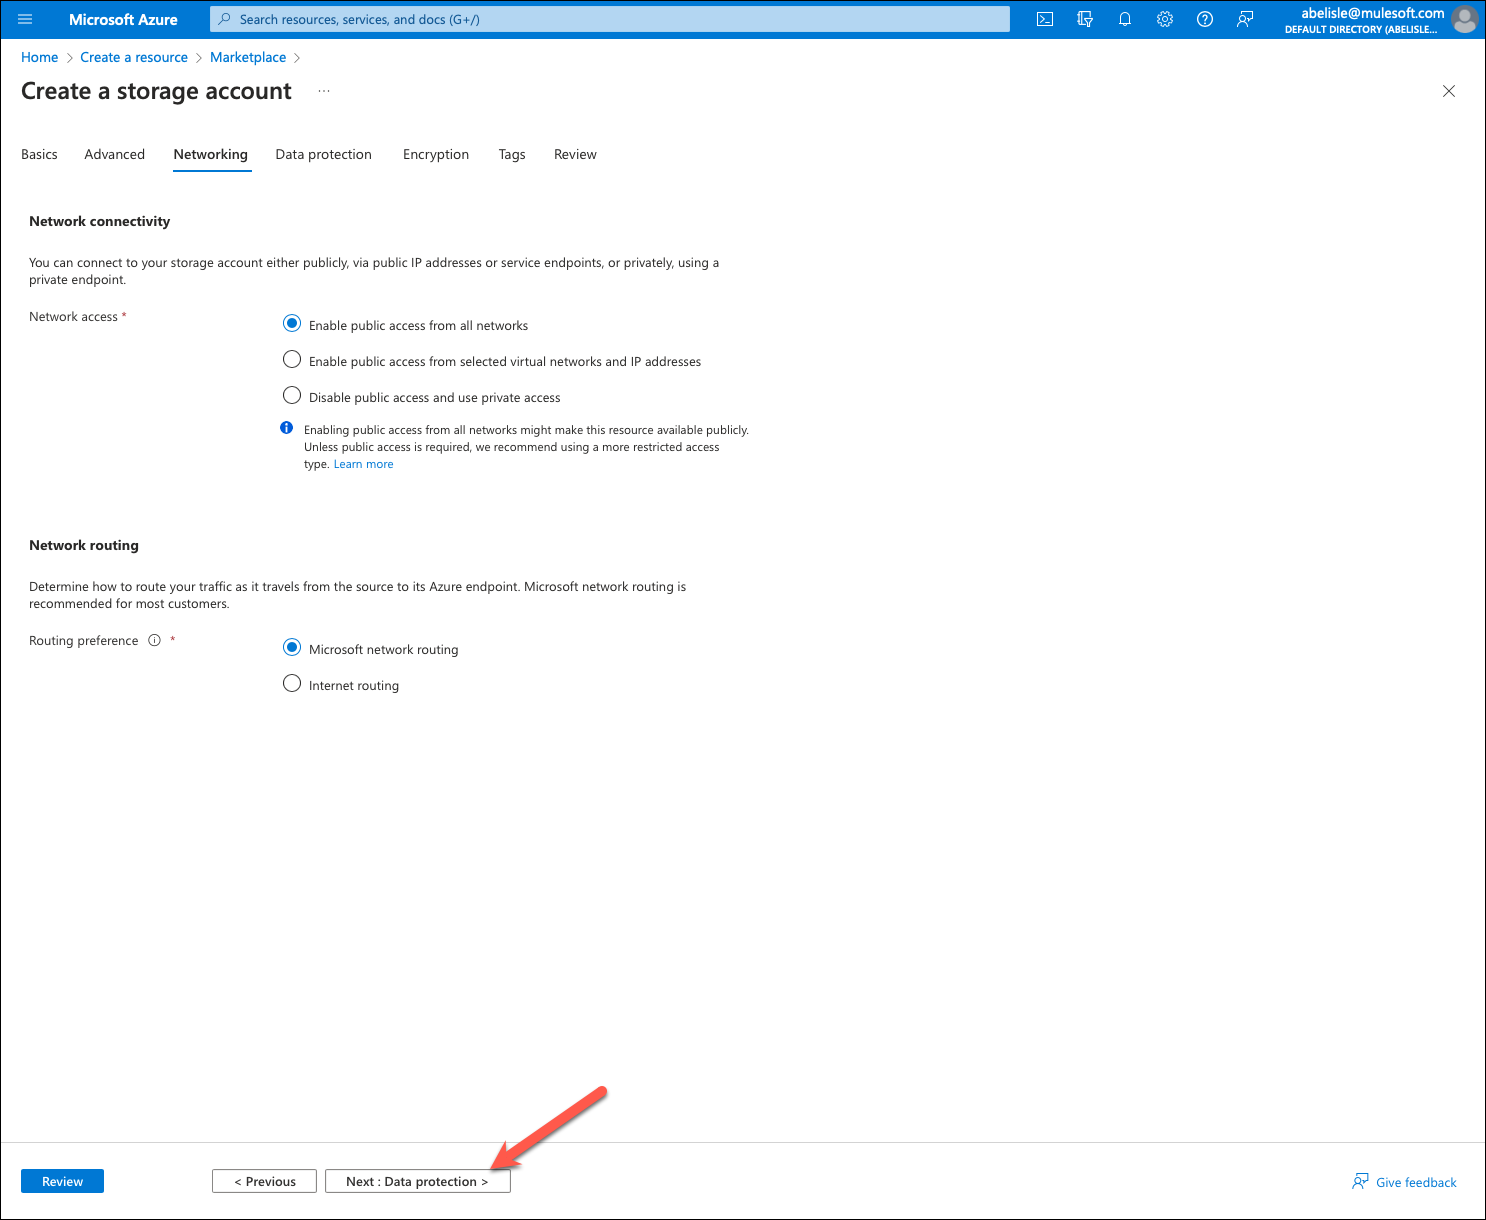 Microsoft Azure
Search resources, services, and docs (G+/)
abelisle@mulesoft.com
DEFAULT DIRECTORY (ABELISLE...
Home > Create a resource > Marketplace >
Create a storage account ...
Basics Advanced Networking Data protection Encryption Tags Review
Network connectivity
You can connect to your storage account either publicly, via public IP addresses or service endpoints, or privately, using a
private endpoint.
Network access *
Enable public access from all networks
Enable public access from selected virtual networks and IP addresses
Disable public access and use private access
Enabling public access from all networks might make this resource available publicly.
Unless public access is required, we recommend using a more restricted access
type. Learn more
Network routing
Determine how to route your traffic as it travels from the source to its Azure endpoint. Microsoft network routing is
recommended for most customers.
Routing preference *
Microsoft network routing
Internet routing
Review
< Previous
Next : Data protection >
Give feedback